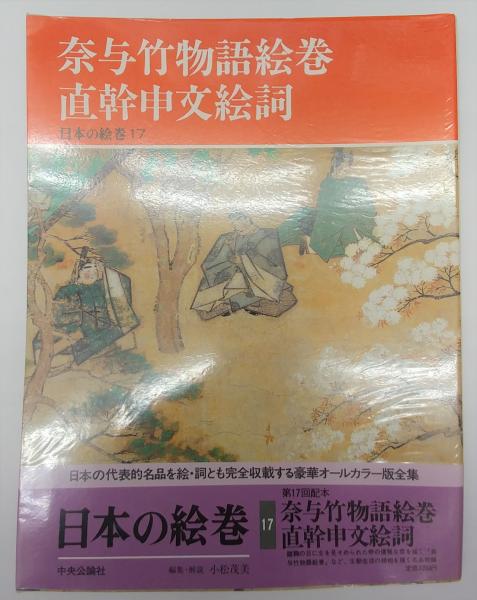 奈与竹物語絵巻
直幹申文絵詞
日本の絵巻17
日本の代表的名品を絵・詞とも完全収載する豪華オールカラー版全集
日本の絵巻
17
第17回配本
奈与竹物語絵巻
直幹申文絵詞
中央公論社
編集・解説 小松茂美